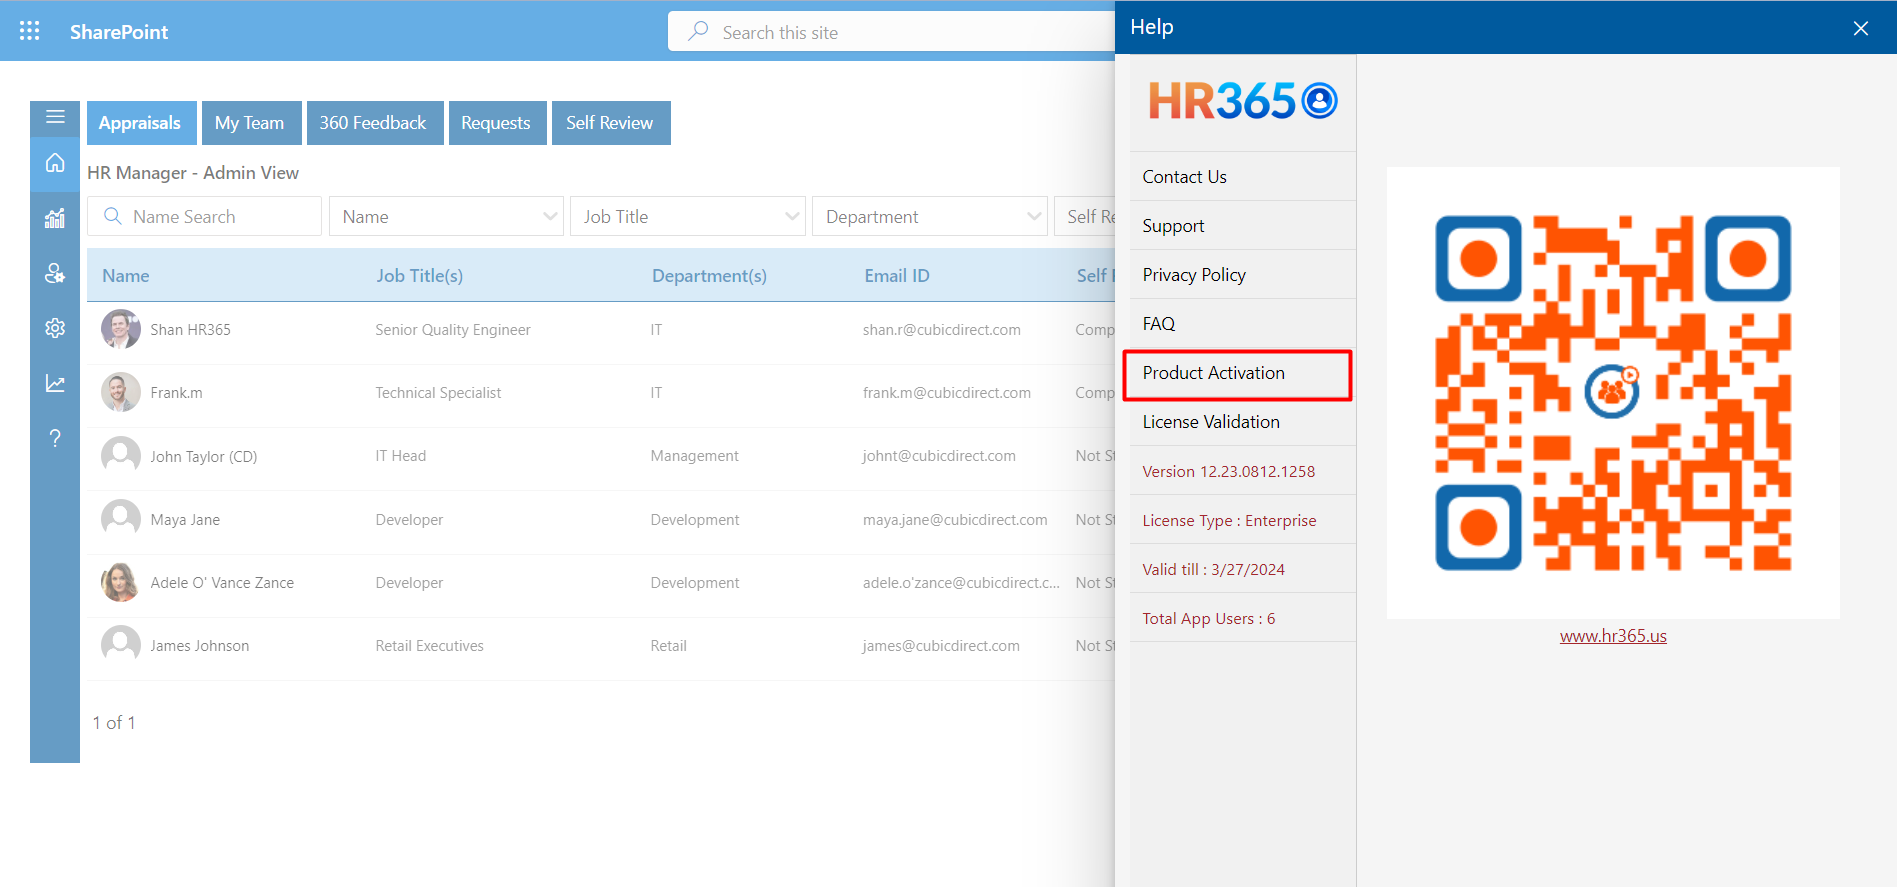 SharePoint
Search this site
Help
HR365
Appraisals
My Team
360 Feedback
Requests
Self Review
HR Manager - Admin View
Name Search
Name
Job Title
Department
Self Re
Name Job Title(s) Department(s) Email ID Self
Shan HR365 Senior Quality Engineer IT shan.r@cubicdirect.com Comp
Frank.m Technical Specialist IT frank.m@cubicdirect.com Comp
John Taylor (CD) IT Head Management johnt@cubicdirect.com Not St
Maya Jane Developer Development maya.jane@cubicdirect.com Not St
Adele O' Vance Zance Developer Development adele.o'zance@cubicdirect.c... Not St
James Johnson Retail Executives Retail james@cubicdirect.com Not St
1 of 1
Contact Us
Support
Privacy Policy
FAQ
Product Activation
License Validation
Version 12.23.0812.1258
License Type : Enterprise
Valid till : 3/27/2024
Total App Users : 6
www.hr365.us